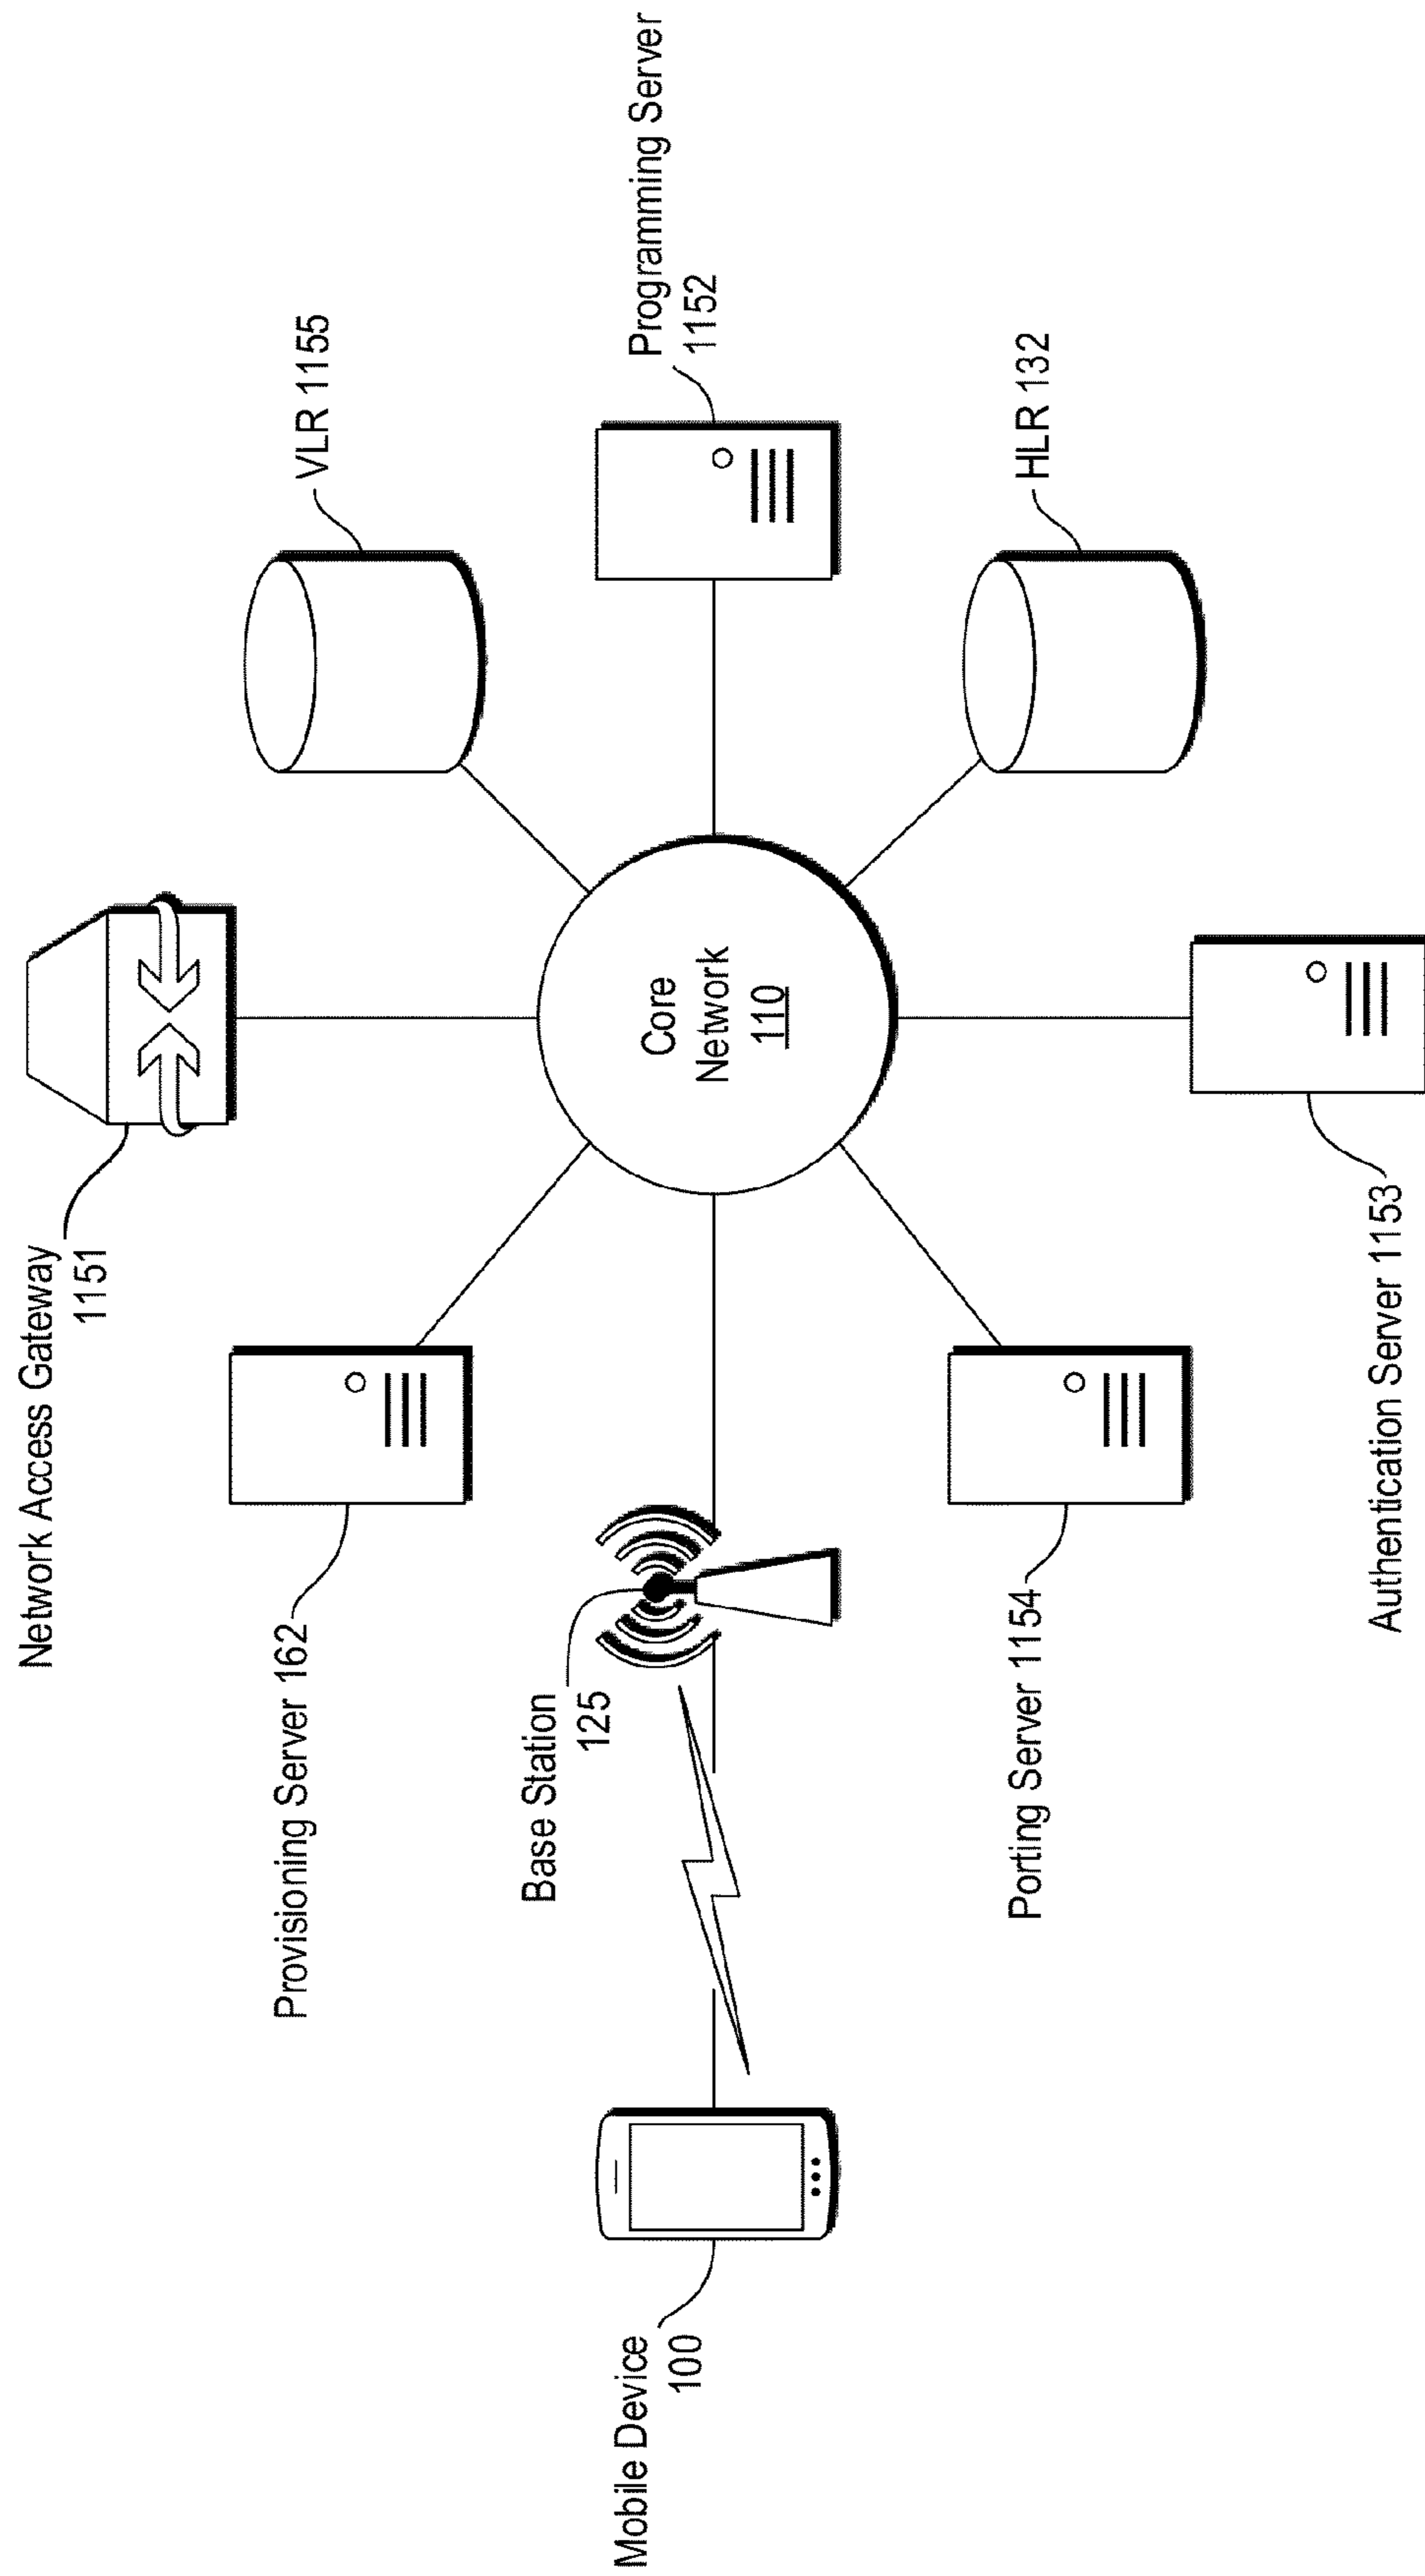 Network Access Gateway
1151
VLR 1155
Provisioning Server 162
Programming Server
1152
Base Station
125
Core
Network
110
Mobile Device
100
HLR 132
Porting Server 1154
Authentication Server 1153